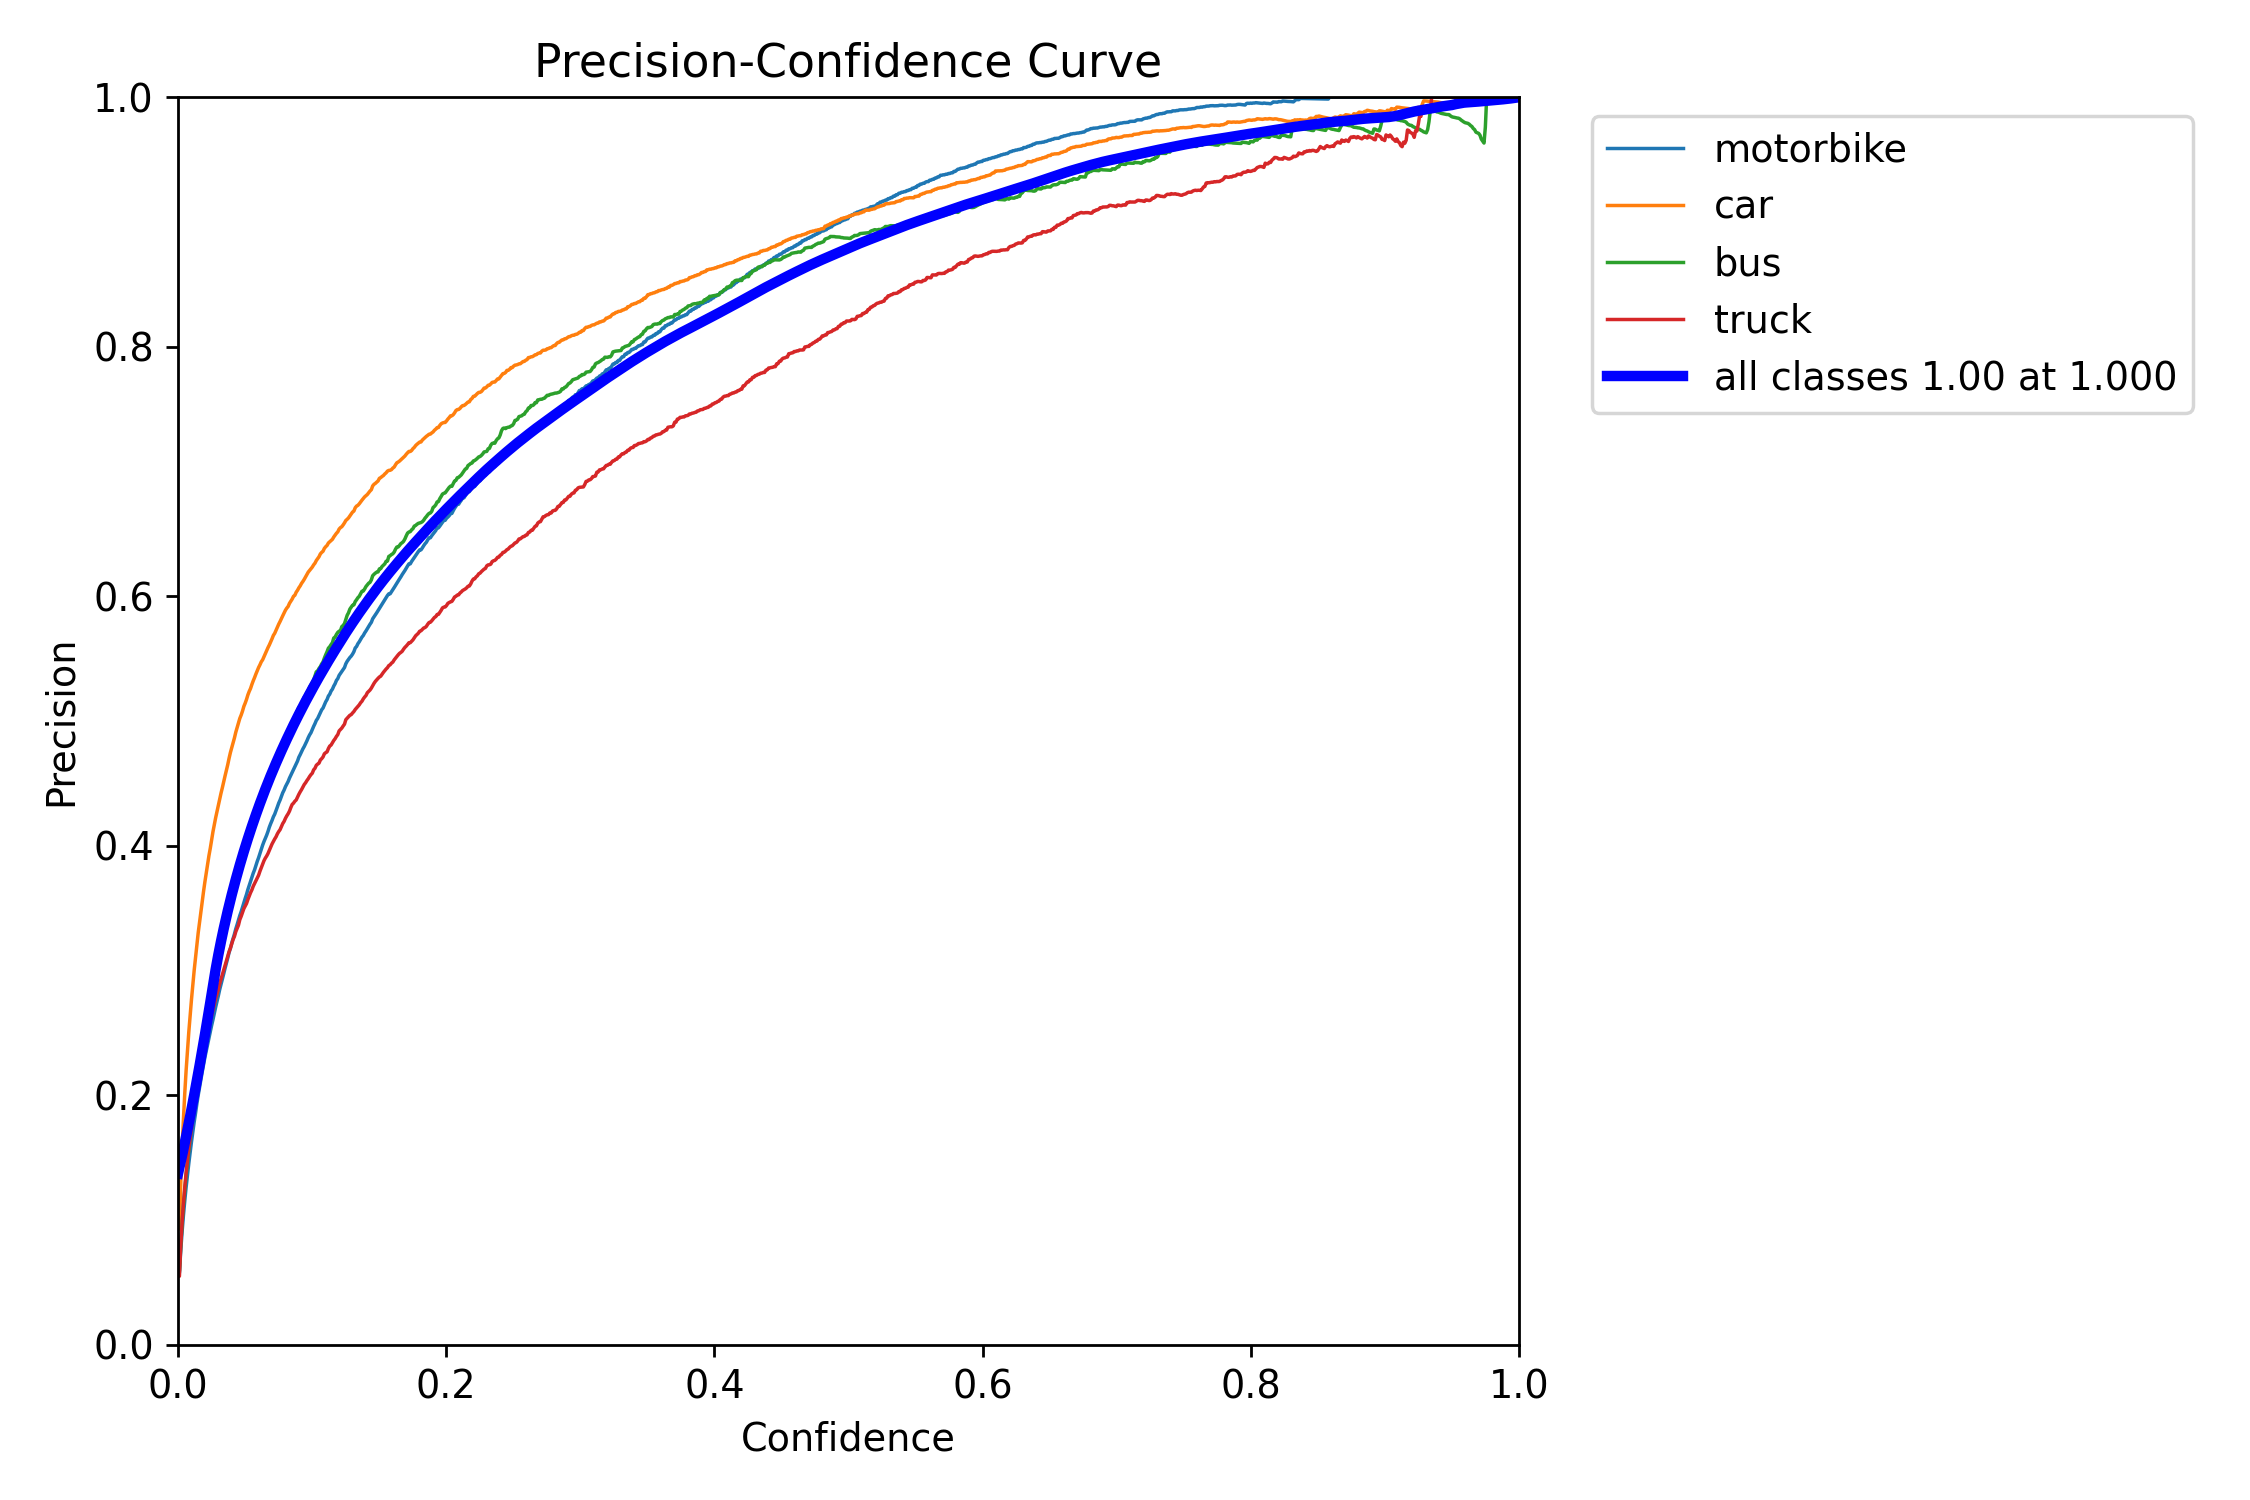 Precision-Confidence Curve
1.0
0.8
0.6
0.4
0.2
0.0
Precision
0.0 0.2 0.4 0.6 0.8 1.0
Confidence
motorbike
car
bus
truck
all classes 1.00 at 1.000